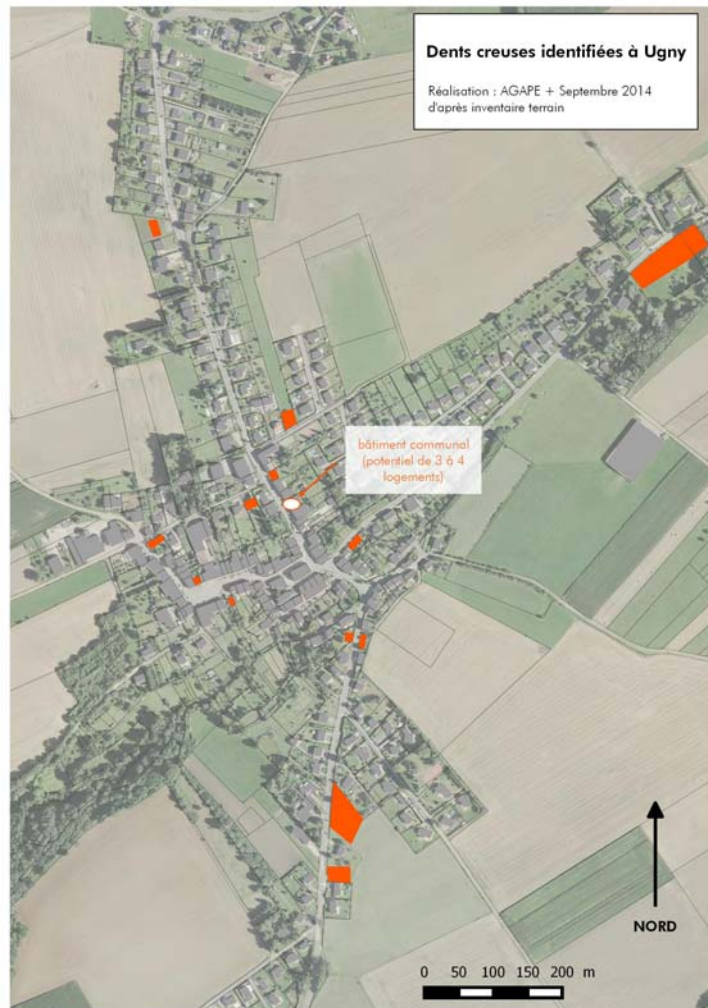 Dents creuses identifiées à Ugny
Réalisation : AGAPE + Septembre 2014
d'après inventaire terrain
bâtiment communal
(potentiel de 3 à 4
logements)
NORD
0 50 100 150 200 m